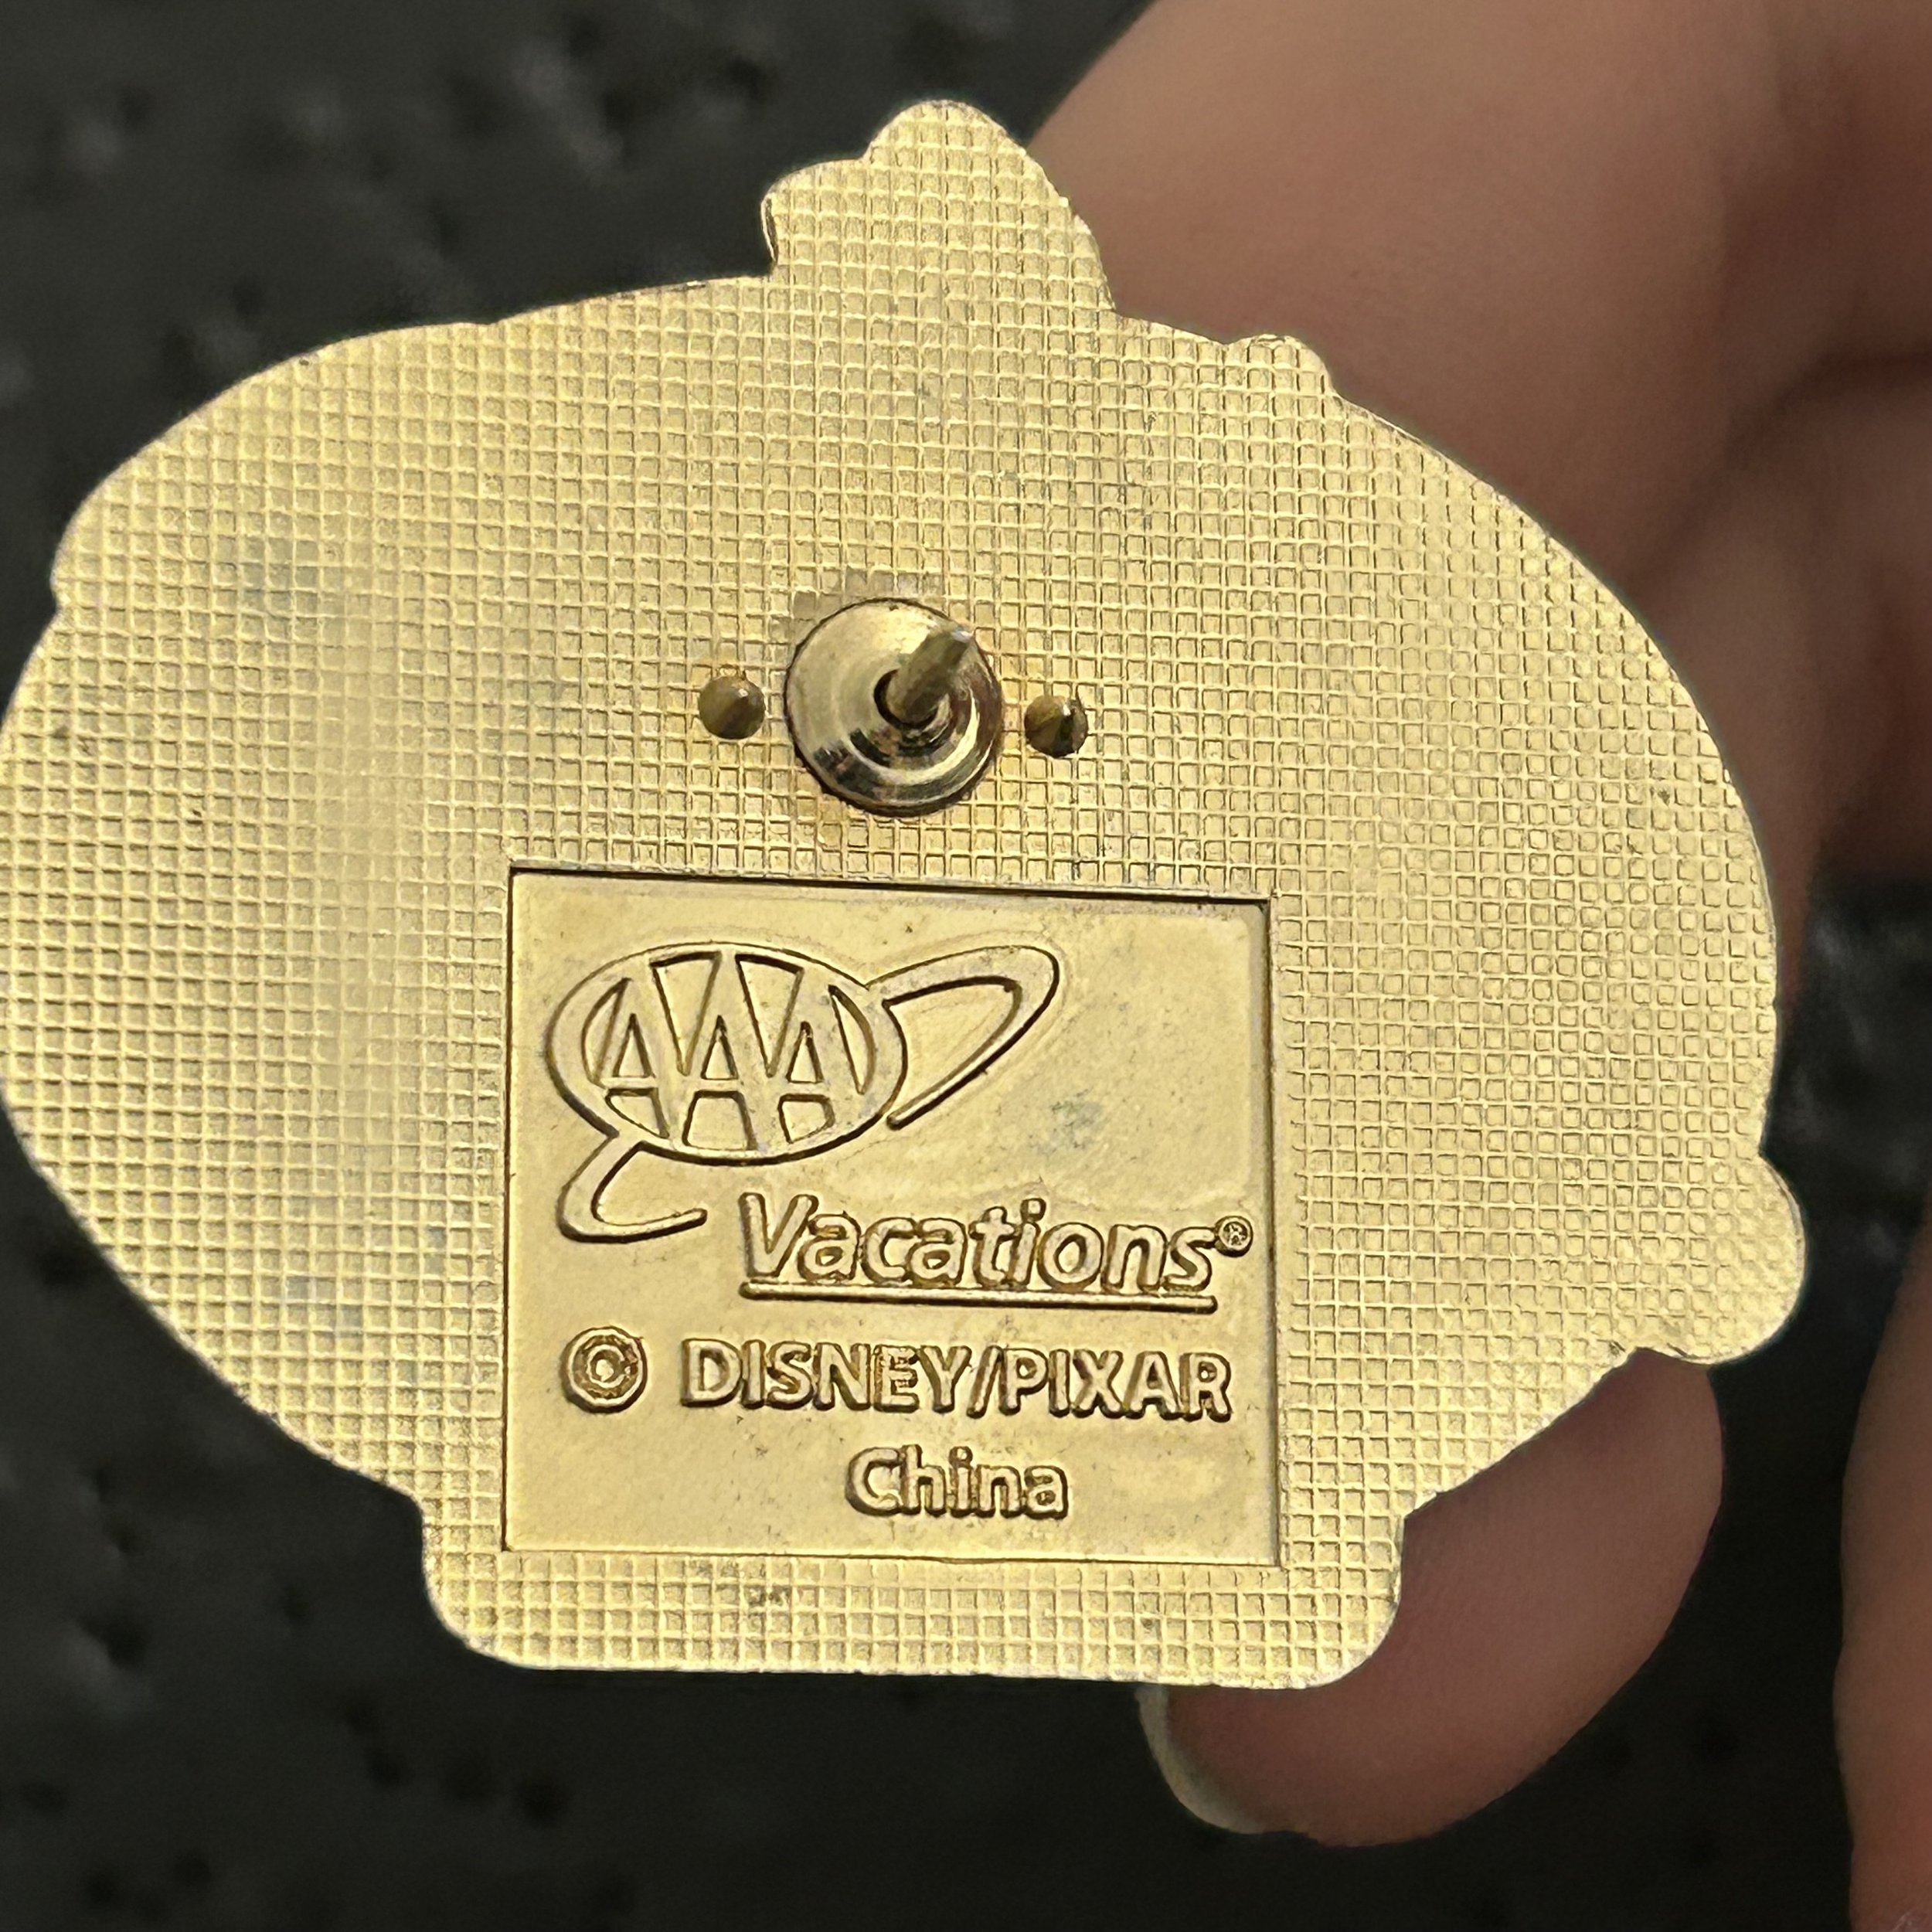 AAA
Vacations®
© DISNEY/PIXAR
China